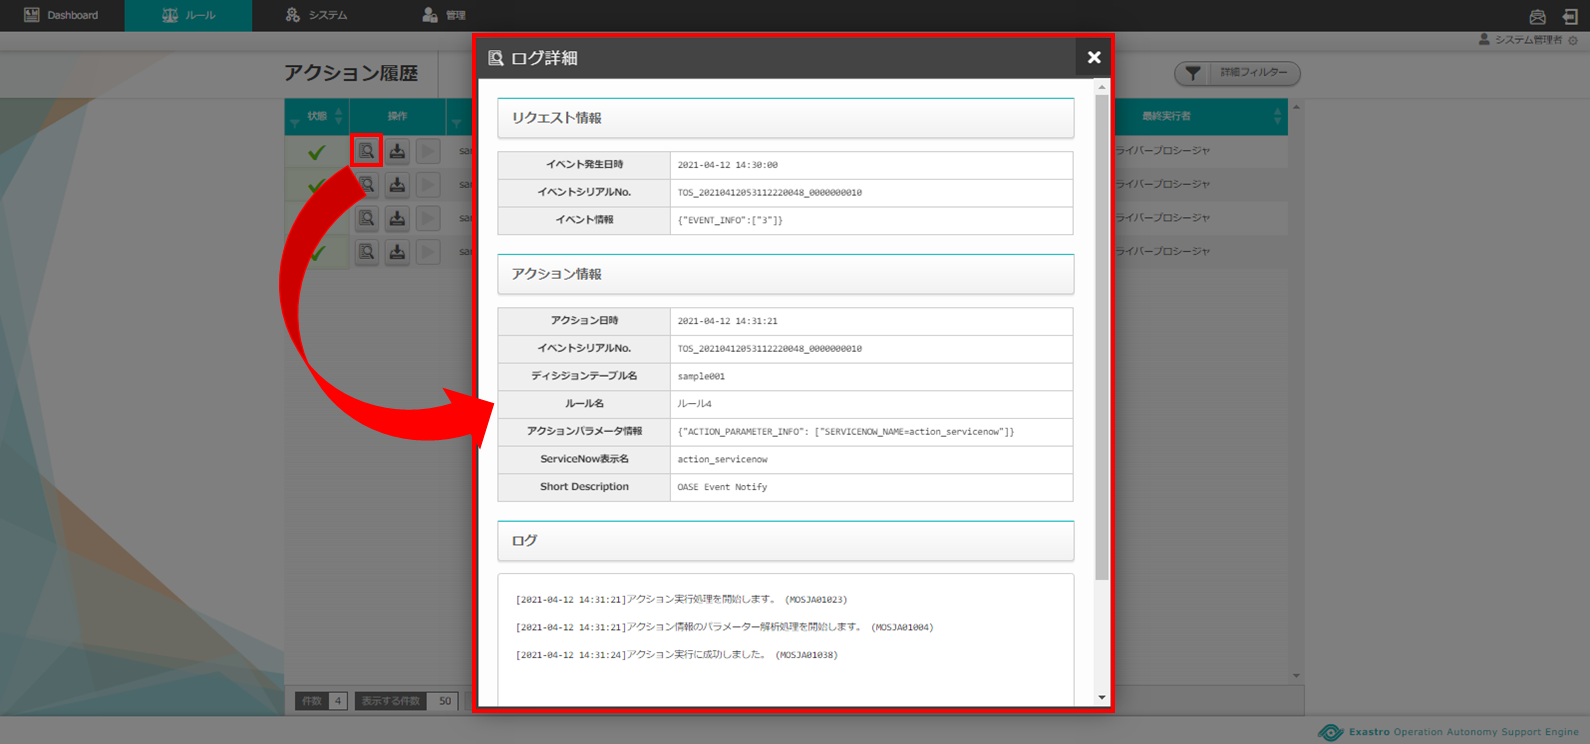 Dashboard
ルール
システム
管理
システム管理者
アクション履歴
詳細フィルター
状態
操作
最終実行者
ライバープロシージャ
ライバープロシージャ
ライバープロシージャ
ライバープロシージャ
ログ詳細
リクエスト情報
イベント発生日時 2021-04-12 14:30:00
イベントシリアルNo. TOS_20210412053112220048_0000000010
イベント情報 {"EVENT_INFO":["3"]}
アクション情報
アクション日時 2021-04-12 14:31:21
イベントシリアルNo. TOS_20210412053112220048_0000000010
ディシジョンテーブル名 sample001
ルール名 ルール4
アクションパラメータ情報 {"ACTION_PARAMETER_INFO": ["SERVICENOW_NAME=action_servicenow"]}
ServiceNow表示名 action_servicenow
Short Description OASE Event Notify
ログ
[2021-04-12 14:31:21]アクション実行処理を開始します。 (MOSJA01023)
[2021-04-12 14:31:21]アクション情報のパラメーター解析処理を開始します。 (MOSJA01004)
[2021-04-12 14:31:24]アクション実行に成功しました。 (MOSJA01038)
件数 4 表示する件数 50
Exastro Operation Autonomy Support Engine